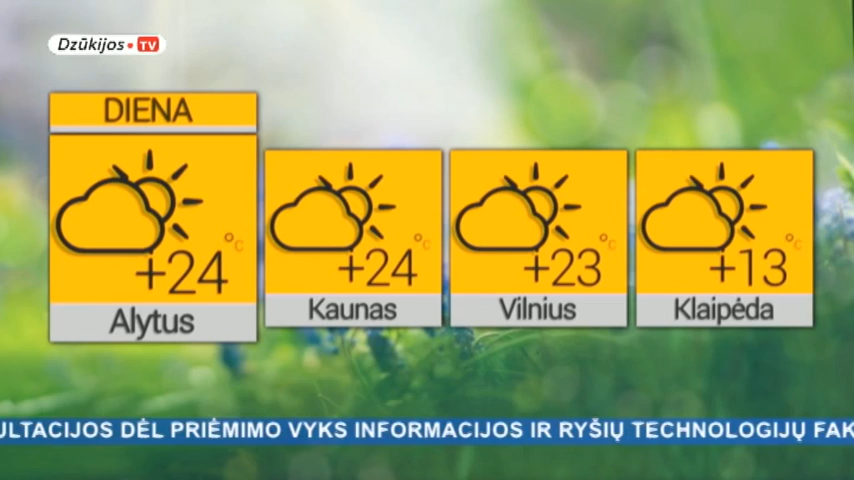 Dzūkijos TV
DIENA
+24 °C
Alytus
+24 °C
Kaunas
+23 °C
Vilnius
+13 °C
Klaipėda
ULTACIJOS DĖL PRIĖMIMO VYKS INFORMACIJOS IR RYŠIŲ TECHNOLOGIJŲ FAK